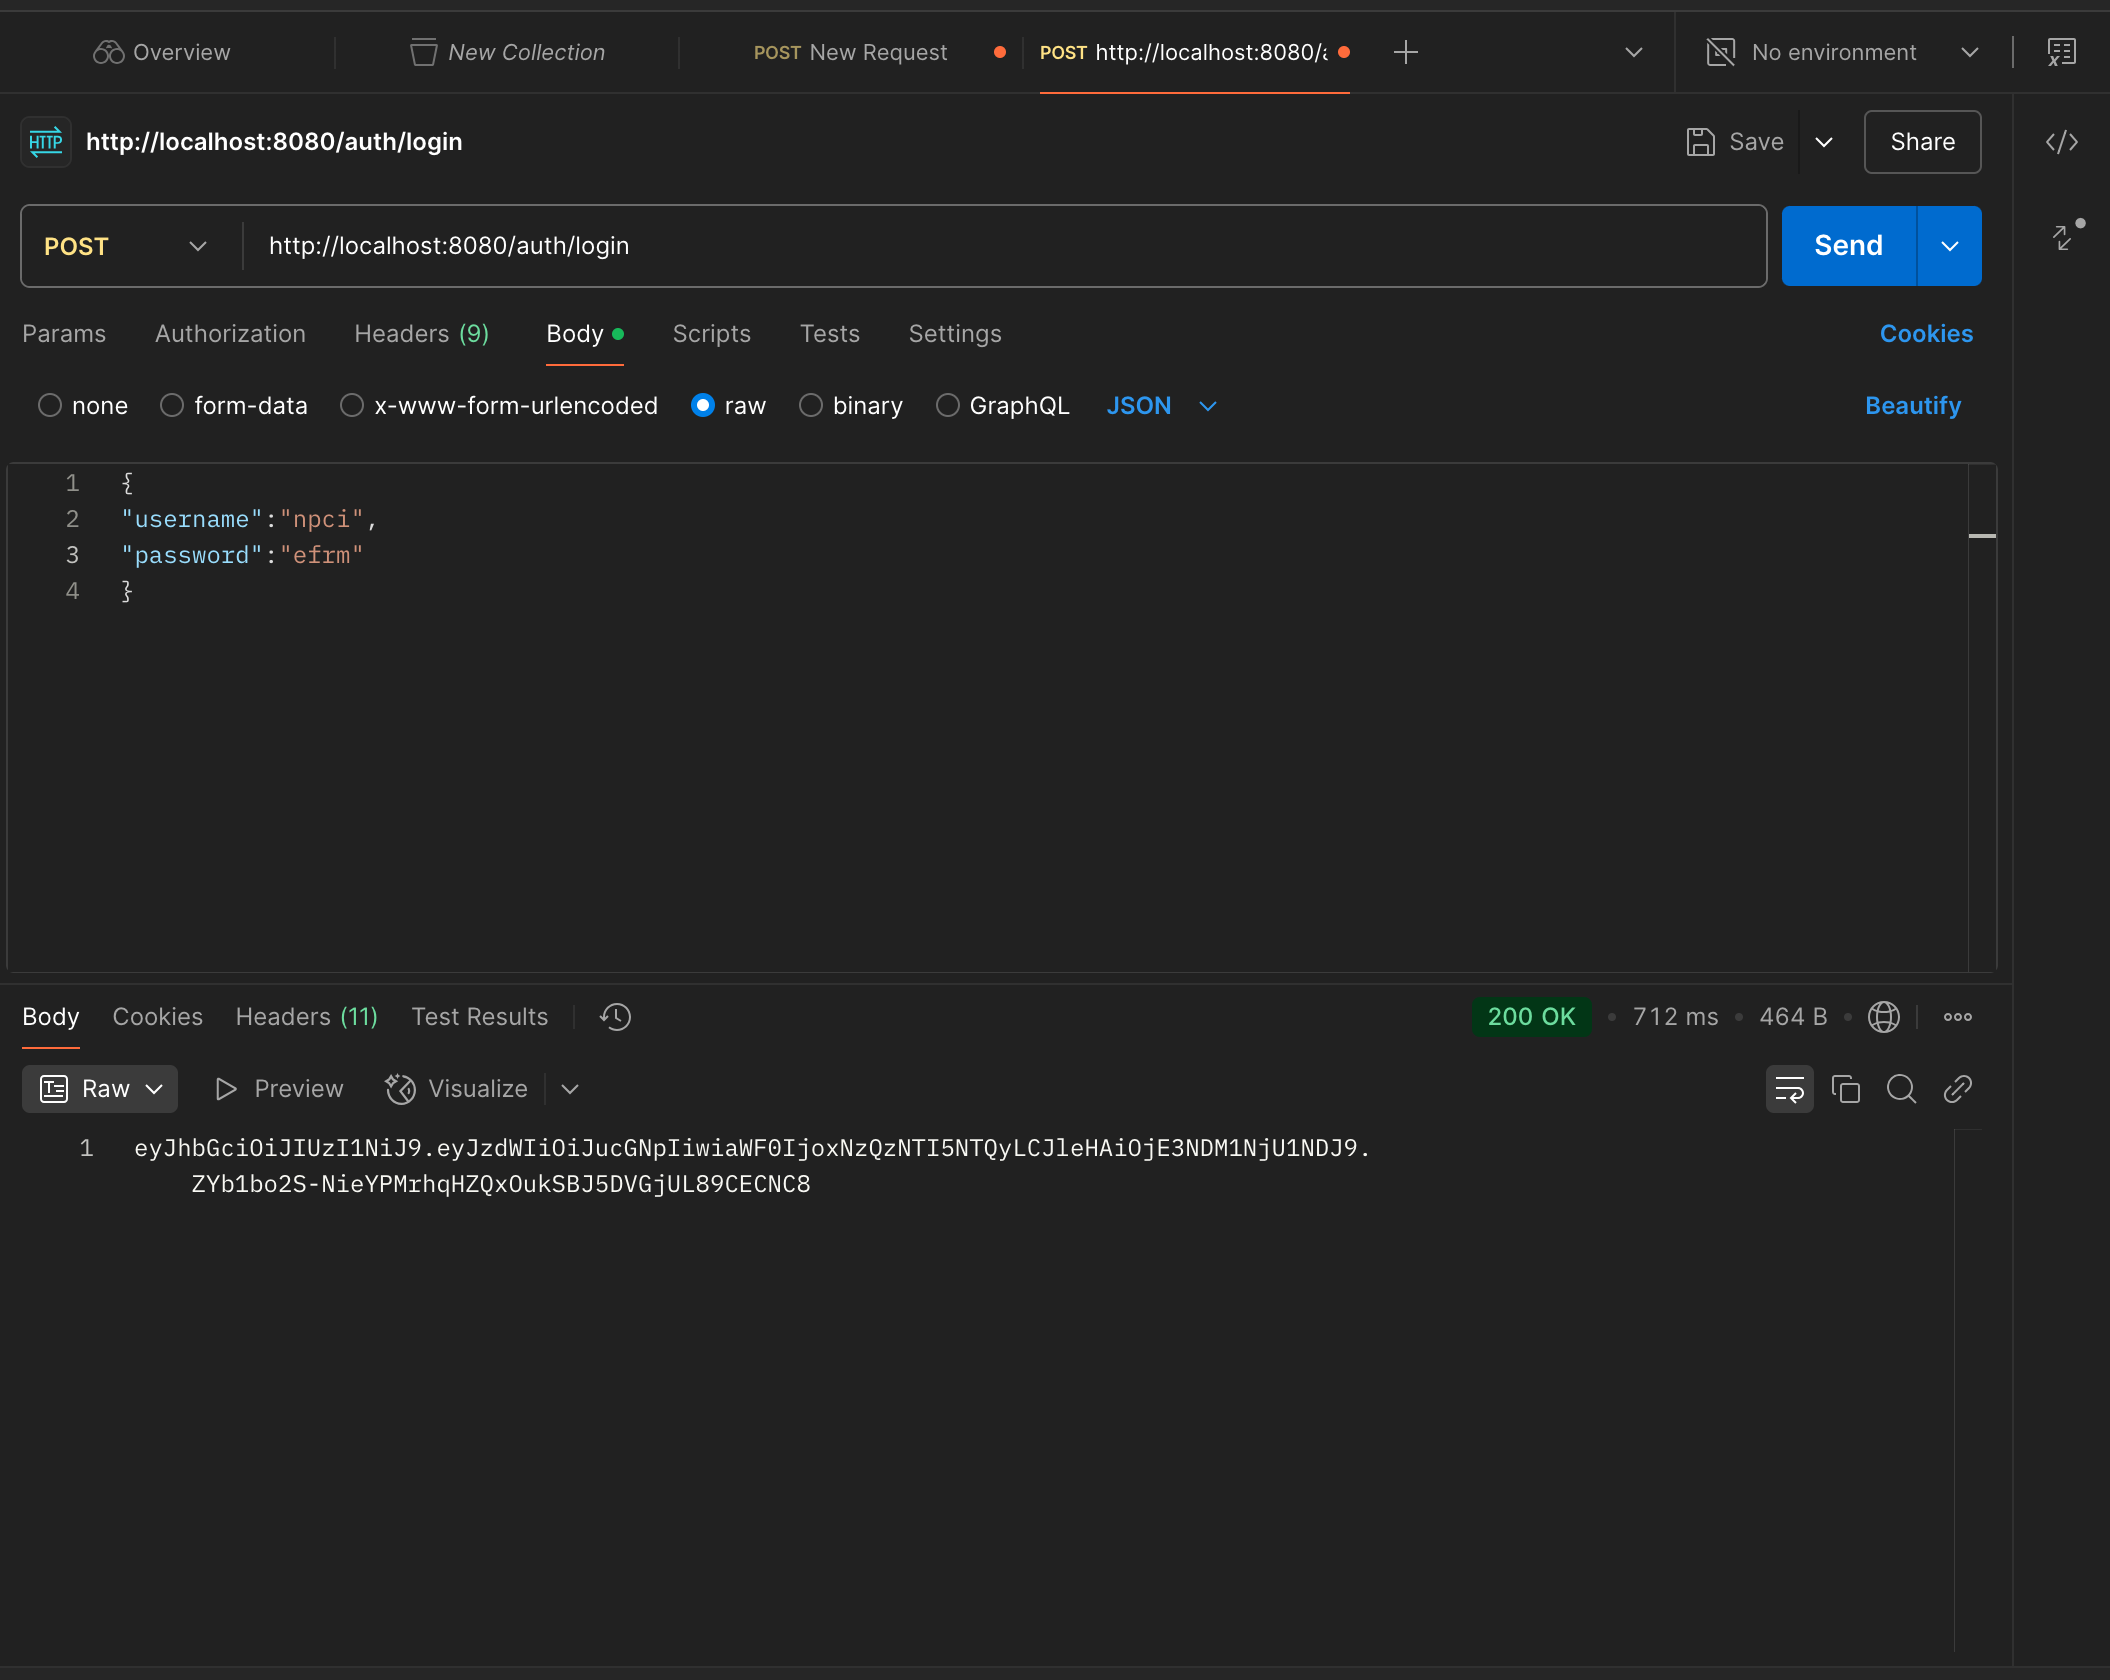 Overview
New Collection
POST New Request
POST http://localhost:8080/a
No environment
HTTP
http://localhost:8080/auth/login
Save
Share
POST
http://localhost:8080/auth/login
Send
Params
Authorization
Headers (9)
Body
Scripts
Tests
Settings
Cookies
none
form-data
x-www-form-urlencoded
raw
binary
GraphQL
JSON
Beautify
1 {
2 "username":"npci",
3 "password":"efrm"
4 }
Body
Cookies
Headers (11)
Test Results
200 OK
712 ms
464 B
Raw
Preview
Visualize
1 eyJhbGciOiJIUzI1NiJ9.eyJzdWIiOiJucGNpIiwiaWF0IjoxNzQzNTI5NTQyLCJleHAiOjE3NDM1NjU1NDJ9.
ZYb1bo2S-NieYPMrhqHZQxOukSBJ5DVGjUL89CECNC8